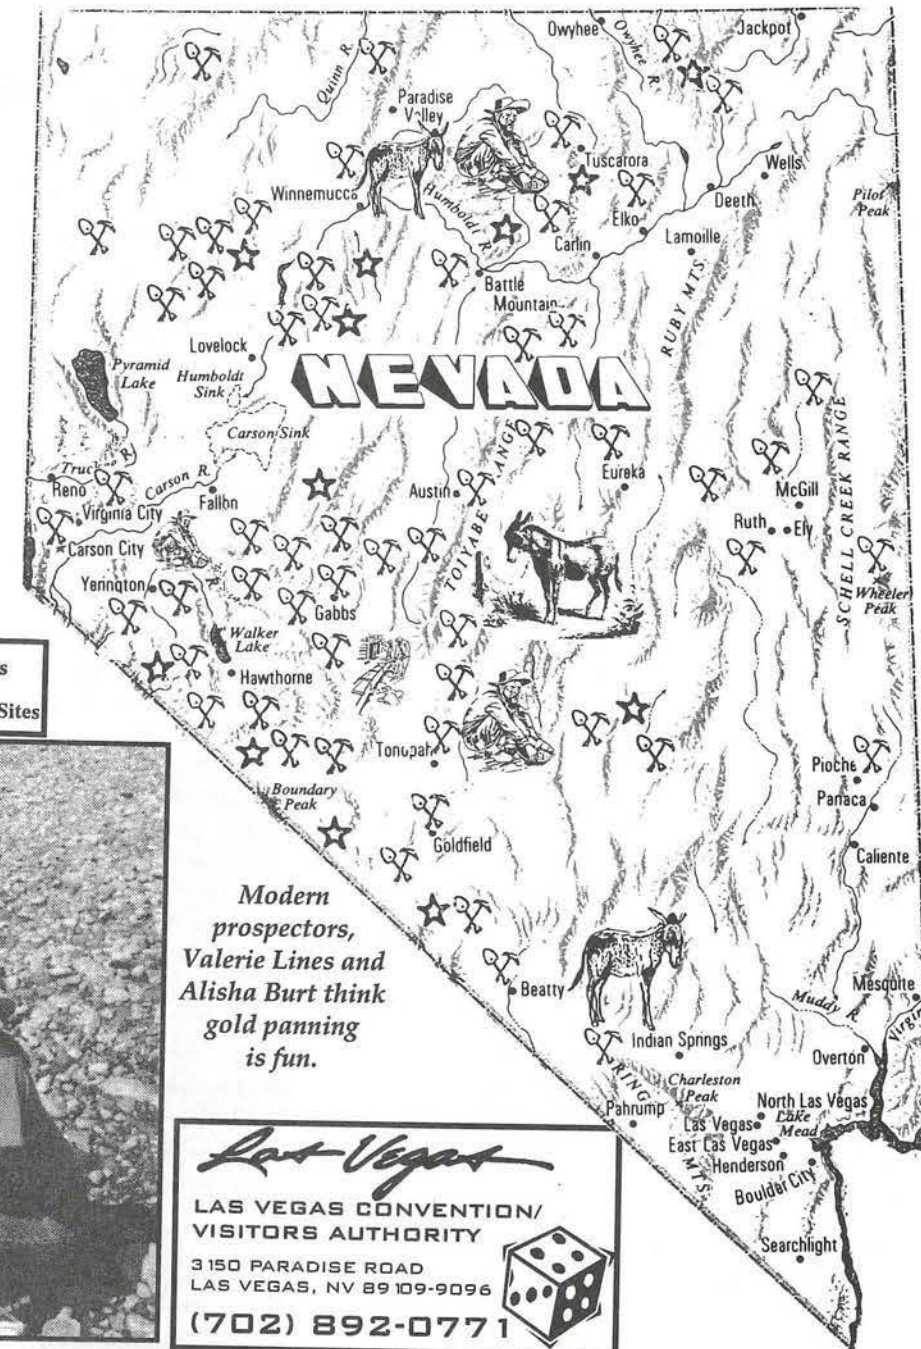 Owyhee
Owyhee R.
Jackpot
Quinn R.
Paradise
Valley
Tuscarora
Wells
Winnemucca
Humboldt R.
Elko
Deeth
Pilot
Peak
Carlin
Lamoille
Battle
Mountain
RUBY MTS.
Lovelock
Pyramid
Lake
Humboldt
Sink
NEVADA
Carson Sink
TOIYABE RANGE
SCHELL CREEK RANGE
Eureka
Truck R.
Reno
Carson R.
Fallon
Austin
McGill
Virginia City
Ruth
Ely
Carson City
Yerington
R.
Gabbs
Wheeler
Peak
Walker
Lake
Hawthorne
s
Sites
Tonopah
Pioche
Boundary
Peak
Panaca
Goldfield
Caliente
Modern
prospectors,
Valerie Lines and
Alisha Burt think
gold panning
is fun.
Beatty
Mesquite
Muddy R.
Virgin
Indian Springs
Overton
RING MTS.
Charleston
Peak
Pahrump
North Las Vegas
Lake
Mead
Las Vegas
East Las Vegas
Henderson
Boulder City
Searchlight
Las Vegas
LAS VEGAS CONVENTION/
VISITORS AUTHORITY
3150 PARADISE ROAD
LAS VEGAS, NV 89109-9096
(702) 892-0771